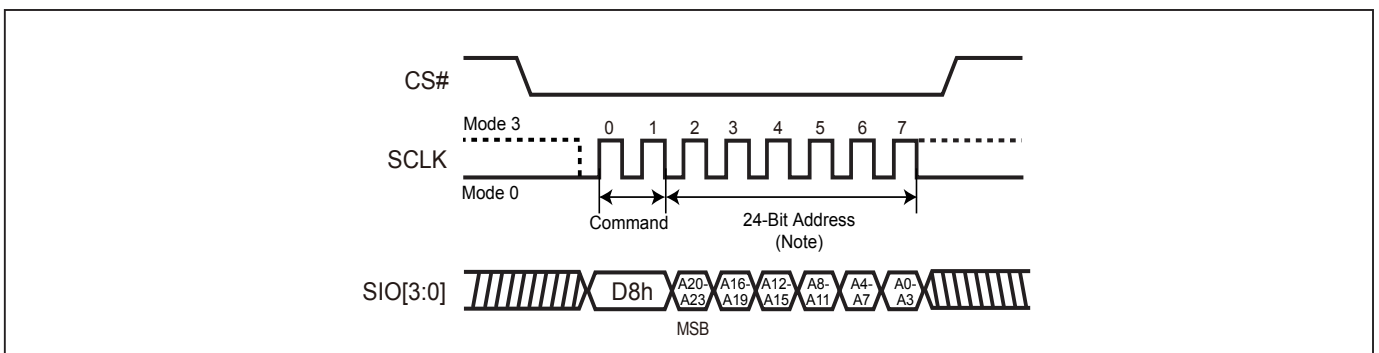 CS#
Mode 3
0 1 2 3 4 5 6 7
SCLK
Mode 0
Command
24-Bit Address
(Note)
SIO[3:0]
D8h
A20-
A23
A16-
A19
A12-
A15
A8-
A11
A4-
A7
A0-
A3
MSB